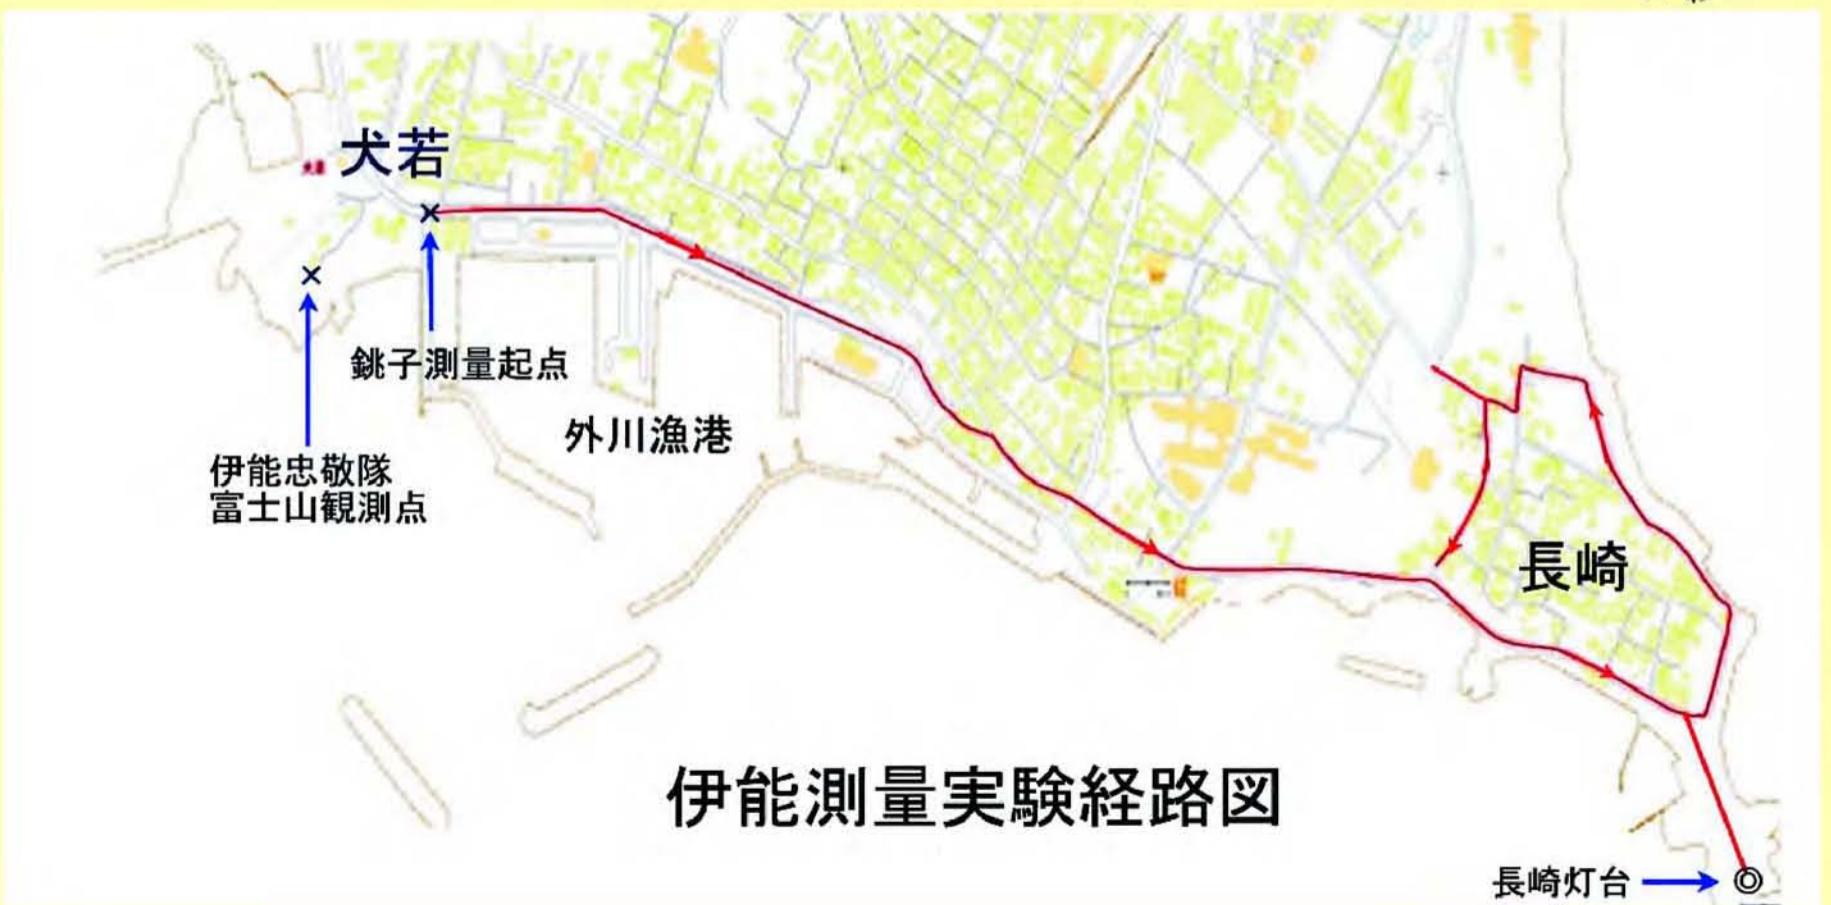 犬若
銚子測量起点
外川漁港
伊能忠敬隊
富士山観測点
長崎
伊能測量実験経路図
長崎灯台